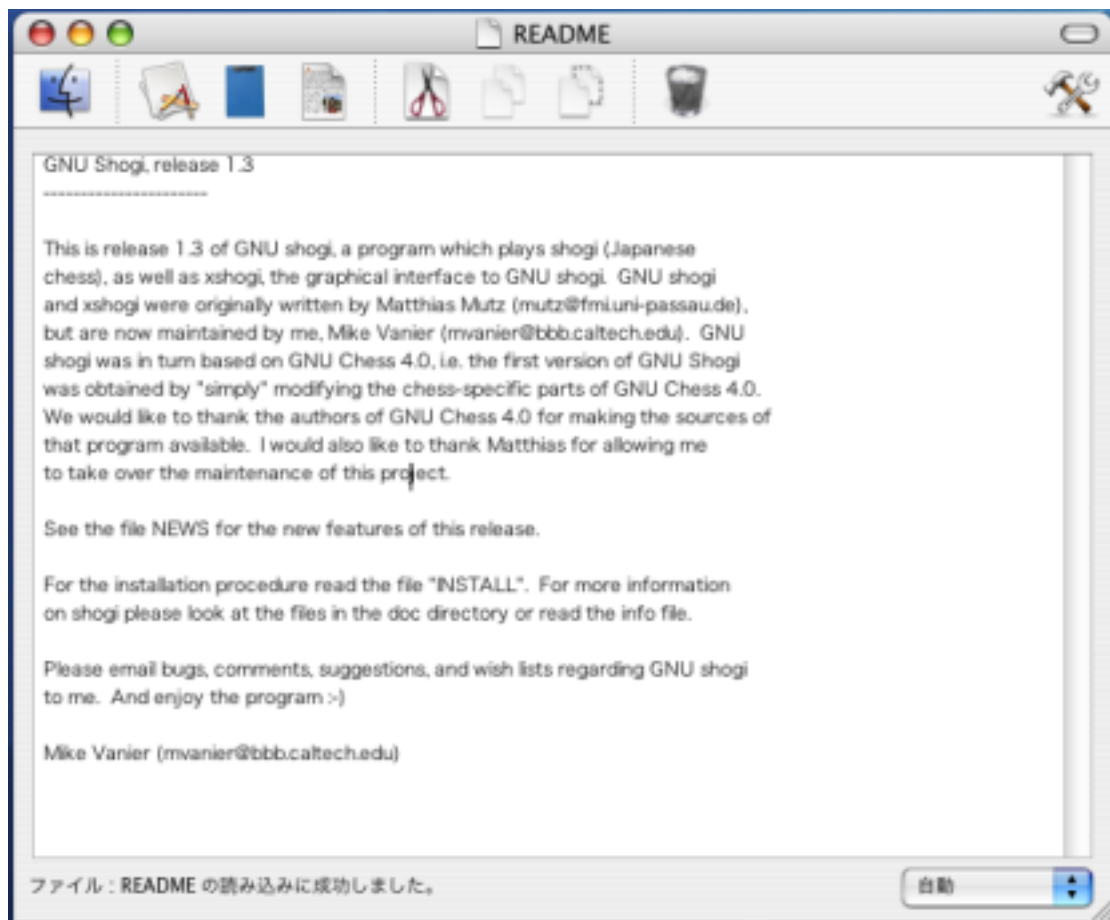 README
GNU Shogi, release 1.3
----------------------
This is release 1.3 of GNU shogi, a program which plays shogi (Japanese
chess), as well as xshogi, the graphical interface to GNU shogi.  GNU shogi
and xshogi were originally written by Matthias Mutz (mutz@fmi.uni-passau.de),
but are now maintained by me, Mike Vanier (mvanier@bbb.caltech.edu).  GNU
shogi was in turn based on GNU Chess 4.0, i.e. the first version of GNU Shogi
was obtained by "simply" modifying the chess-specific parts of GNU Chess 4.0.
We would like to thank the authors of GNU Chess 4.0 for making the sources of
that program available.  I would also like to thank Matthias for allowing me
to take over the maintenance of this project.
See the file NEWS for the new features of this release.
For the installation procedure read the file "INSTALL".  For more information
on shogi please look at the files in the doc directory or read the info file.
Please email bugs, comments, suggestions, and wish lists regarding GNU shogi
to me.  And enjoy the program :-)
Mike Vanier (mvanier@bbb.caltech.edu)
ファイル : README の読み込みに成功しました。
自動